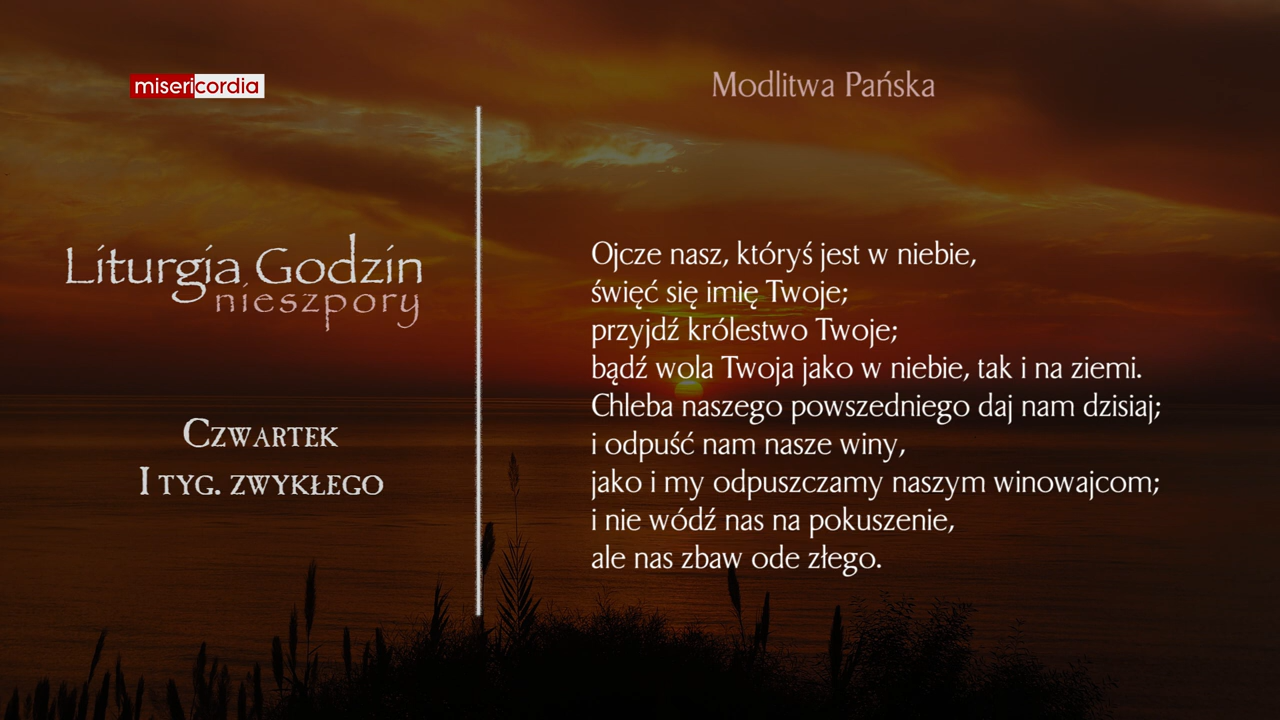 misericordia
Liturgia Godzin
nieszpory
Czwartek
I tyg. zwykłego
Modlitwa Pańska
Ojcze nasz, któryś jest w niebie,
święć się imię Twoje;
przyjdź królestwo Twoje;
bądź wola Twoja jako w niebie, tak i na ziemi.
Chleba naszego powszedniego daj nam dzisiaj;
i odpuść nam nasze winy,
jako i my odpuszczamy naszym winowajcom;
i nie wódź nas na pokuszenie,
ale nas zbaw ode złego.